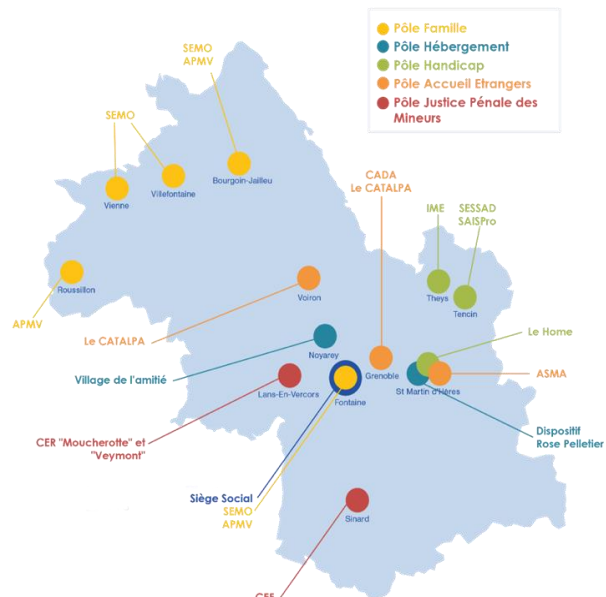 Pôle Famille
Pôle Hébergement
Pôle Handicap
Pôle Accueil Etrangers
Pôle Justice Pénale des
Mineurs
SEMO
APMV
SEMO
Bourgoin-Jailleu
Villefontaine
Vienne
CADA
Le CATALPA
IME
SESSAD
SAISPro
Roussillon
Voiron
Theys
Tencin
APMV
Le CATALPA
Le Home
Noyarey
Grenoble
Village de l'amitié
ASMA
Lans-En-Vercors
Fontaine
St Martin d'Hères
CER "Moucherotte" et
"Veymont"
Dispositif
Rose Pelletier
Siège Social
SEMO
APMV
Sinard